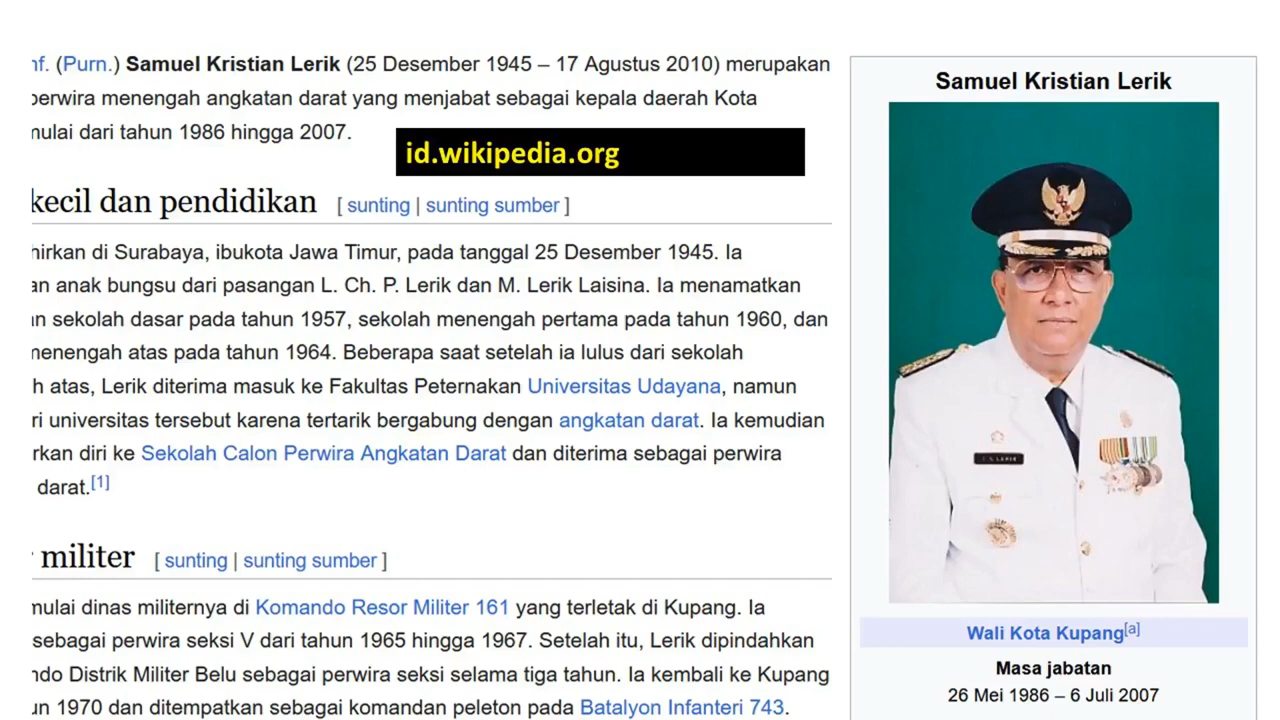 nf. (Purn.) Samuel Kristian Lerik (25 Desember 1945 – 17 Agustus 2010) merupakan
perwira menengah angkatan darat yang menjabat sebagai kepala daerah Kota
mulai dari tahun 1986 hingga 2007.
id.wikipedia.org
kecil dan pendidikan [ sunting | sunting sumber ]
hirkan di Surabaya, ibukota Jawa Timur, pada tanggal 25 Desember 1945. Ia
an anak bungsu dari pasangan L. Ch. P. Lerik dan M. Lerik Laisina. Ia menamatkan
an sekolah dasar pada tahun 1957, sekolah menengah pertama pada tahun 1960, dan
menengah atas pada tahun 1964. Beberapa saat setelah ia lulus dari sekolah
h atas, Lerik diterima masuk ke Fakultas Peternakan Universitas Udayana, namun
ri universitas tersebut karena tertarik bergabung dengan angkatan darat. Ia kemudian
rkan diri ke Sekolah Calon Perwira Angkatan Darat dan diterima sebagai perwira
darat.[1]
militer [ sunting | sunting sumber ]
mulai dinas militernya di Komando Resor Militer 161 yang terletak di Kupang. Ia
sebagai perwira seksi V dari tahun 1965 hingga 1967. Setelah itu, Lerik dipindahkan
ndo Distrik Militer Belu sebagai perwira seksi selama tiga tahun. Ia kembali ke Kupang
un 1970 dan ditempatkan sebagai komandan peleton pada Batalyon Infanteri 743.
Samuel Kristian Lerik
S. K. LERIK
Wali Kota Kupang[a]
Masa jabatan
26 Mei 1986 – 6 Juli 2007